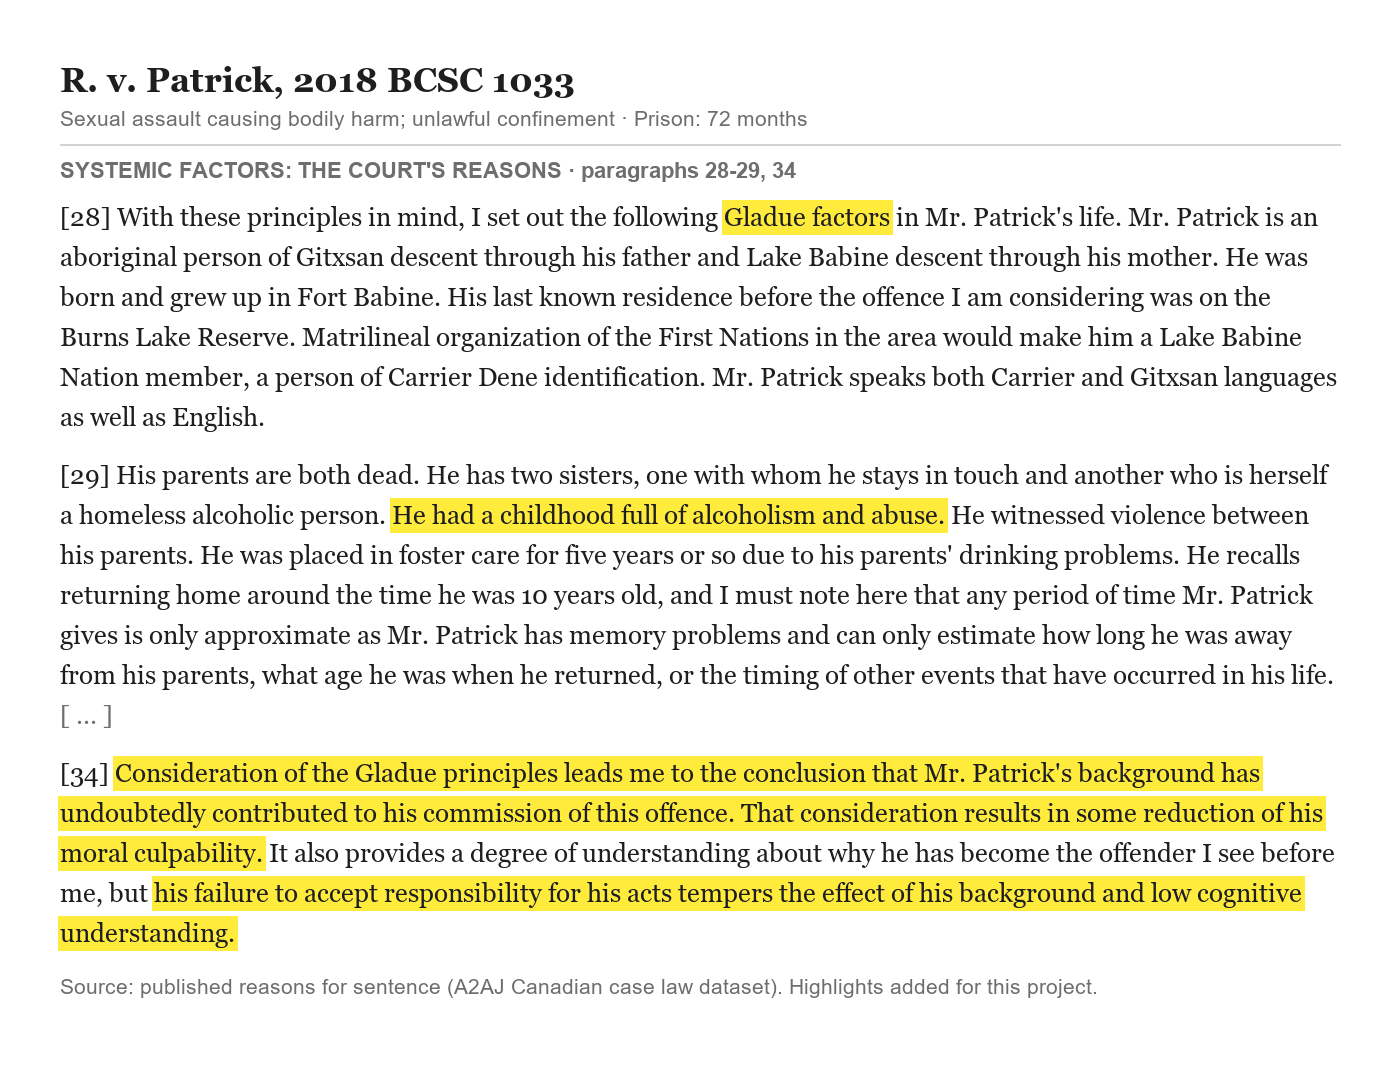 R. v. Patrick, 2018 BCSC 1033
Sexual assault causing bodily harm; unlawful confinement · Prison: 72 months
SYSTEMIC FACTORS: THE COURT'S REASONS · paragraphs 28-29, 34
[28] With these principles in mind, I set out the following Gladue factors in Mr. Patrick's life. Mr. Patrick is an
aboriginal person of Gitxsan descent through his father and Lake Babine descent through his mother. He was
born and grew up in Fort Babine. His last known residence before the offence I am considering was on the
Burns Lake Reserve. Matrilineal organization of the First Nations in the area would make him a Lake Babine
Nation member, a person of Carrier Dene identification. Mr. Patrick speaks both Carrier and Gitxsan languages
as well as English.
[29] His parents are both dead. He has two sisters, one with whom he stays in touch and another who is herself
a homeless alcoholic person. He had a childhood full of alcoholism and abuse. He witnessed violence between
his parents. He was placed in foster care for five years or so due to his parents' drinking problems. He recalls
returning home around the time he was 10 years old, and I must note here that any period of time Mr. Patrick
gives is only approximate as Mr. Patrick has memory problems and can only estimate how long he was away
from his parents, what age he was when he returned, or the timing of other events that have occurred in his life.
[ ... ]
[34] Consideration of the Gladue principles leads me to the conclusion that Mr. Patrick's background has
undoubtedly contributed to his commission of this offence. That consideration results in some reduction of his
moral culpability. It also provides a degree of understanding about why he has become the offender I see before
me, but his failure to accept responsibility for his acts tempers the effect of his background and low cognitive
understanding.
Source: published reasons for sentence (A2AJ Canadian case law dataset). Highlights added for this project.